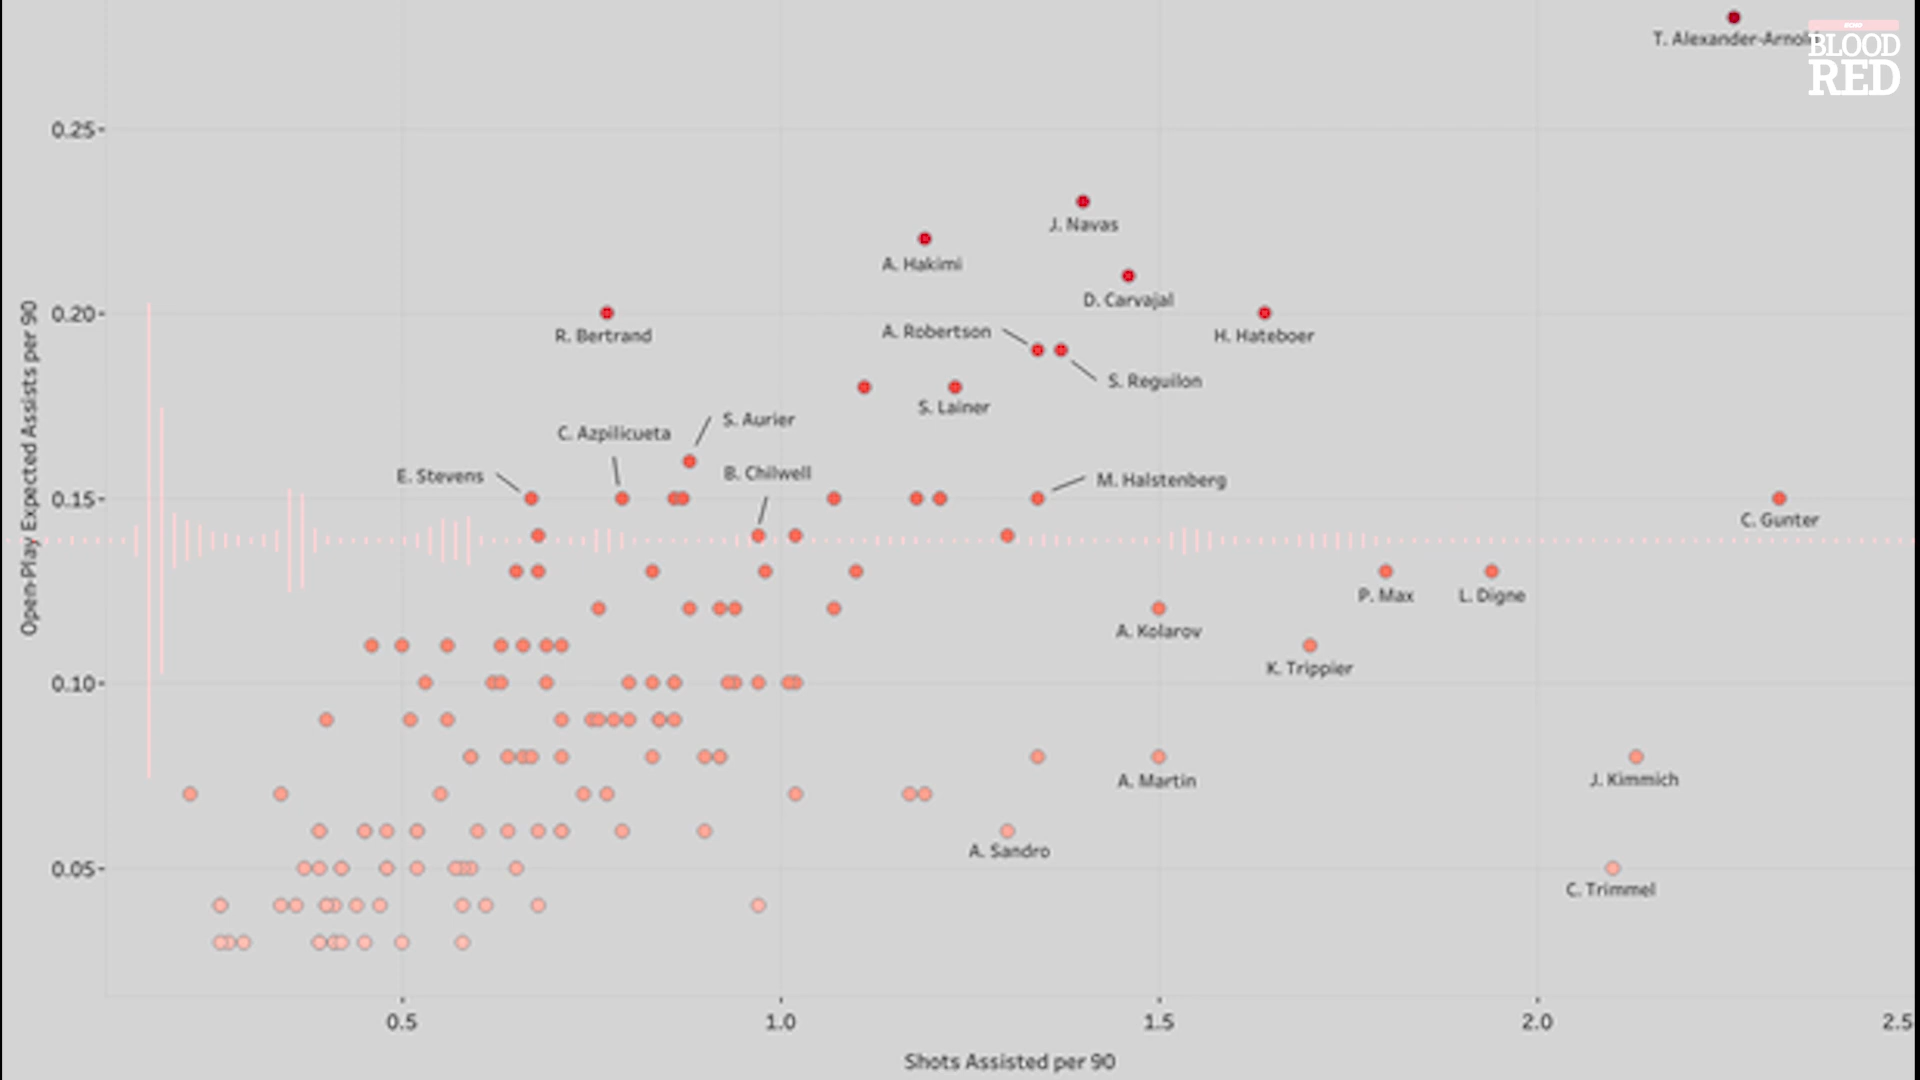 T. Alexander-Arnol
BLOOD
RED
0.25
J. Navas
A. Hakimi
D. Carvajal
0.20
R. Bertrand
A. Robertson
H. Hateboer
S. Reguilon
S. Lainer
S. Aurier
C. Azpilicueta
B. Chilwell
E. Stevens
M. Halstenberg
0.15
C. Gunter
Open-Play Expected Assists per 90
P. Max
L. Digne
A. Kolarov
K. Trippier
0.10
A. Martin
J. Kimmich
A. Sandro
0.05
C. Trimmel
0.5
1.0
1.5
2.0
2.5
Shots Assisted per 90